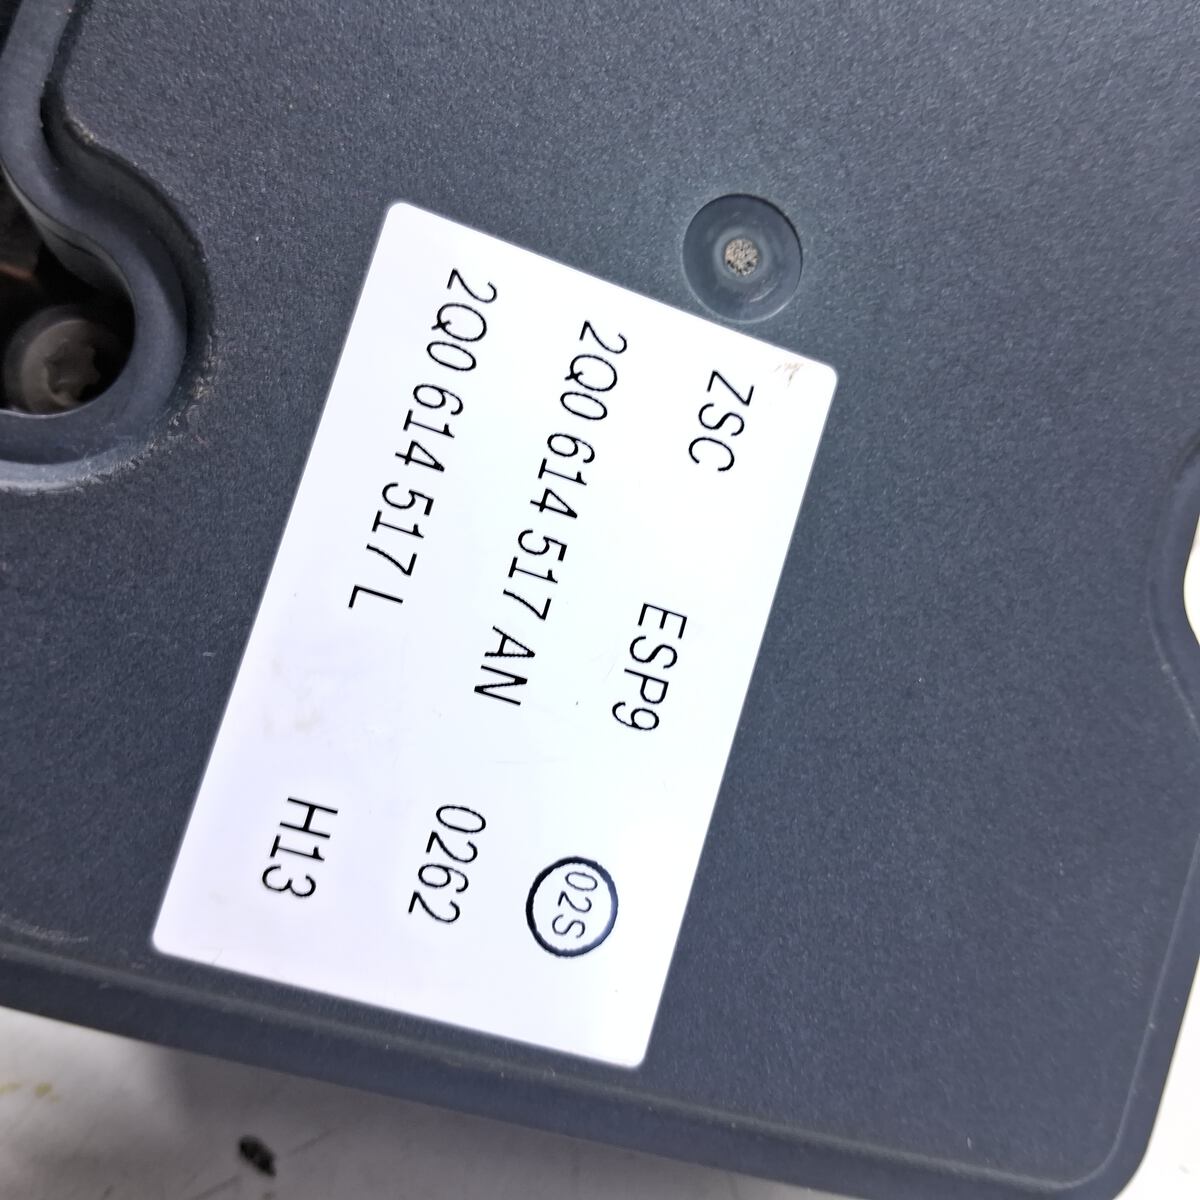 ZSC ESP9 02S
2Q0 614 517 AN 0262
2Q0 614 517 L H13